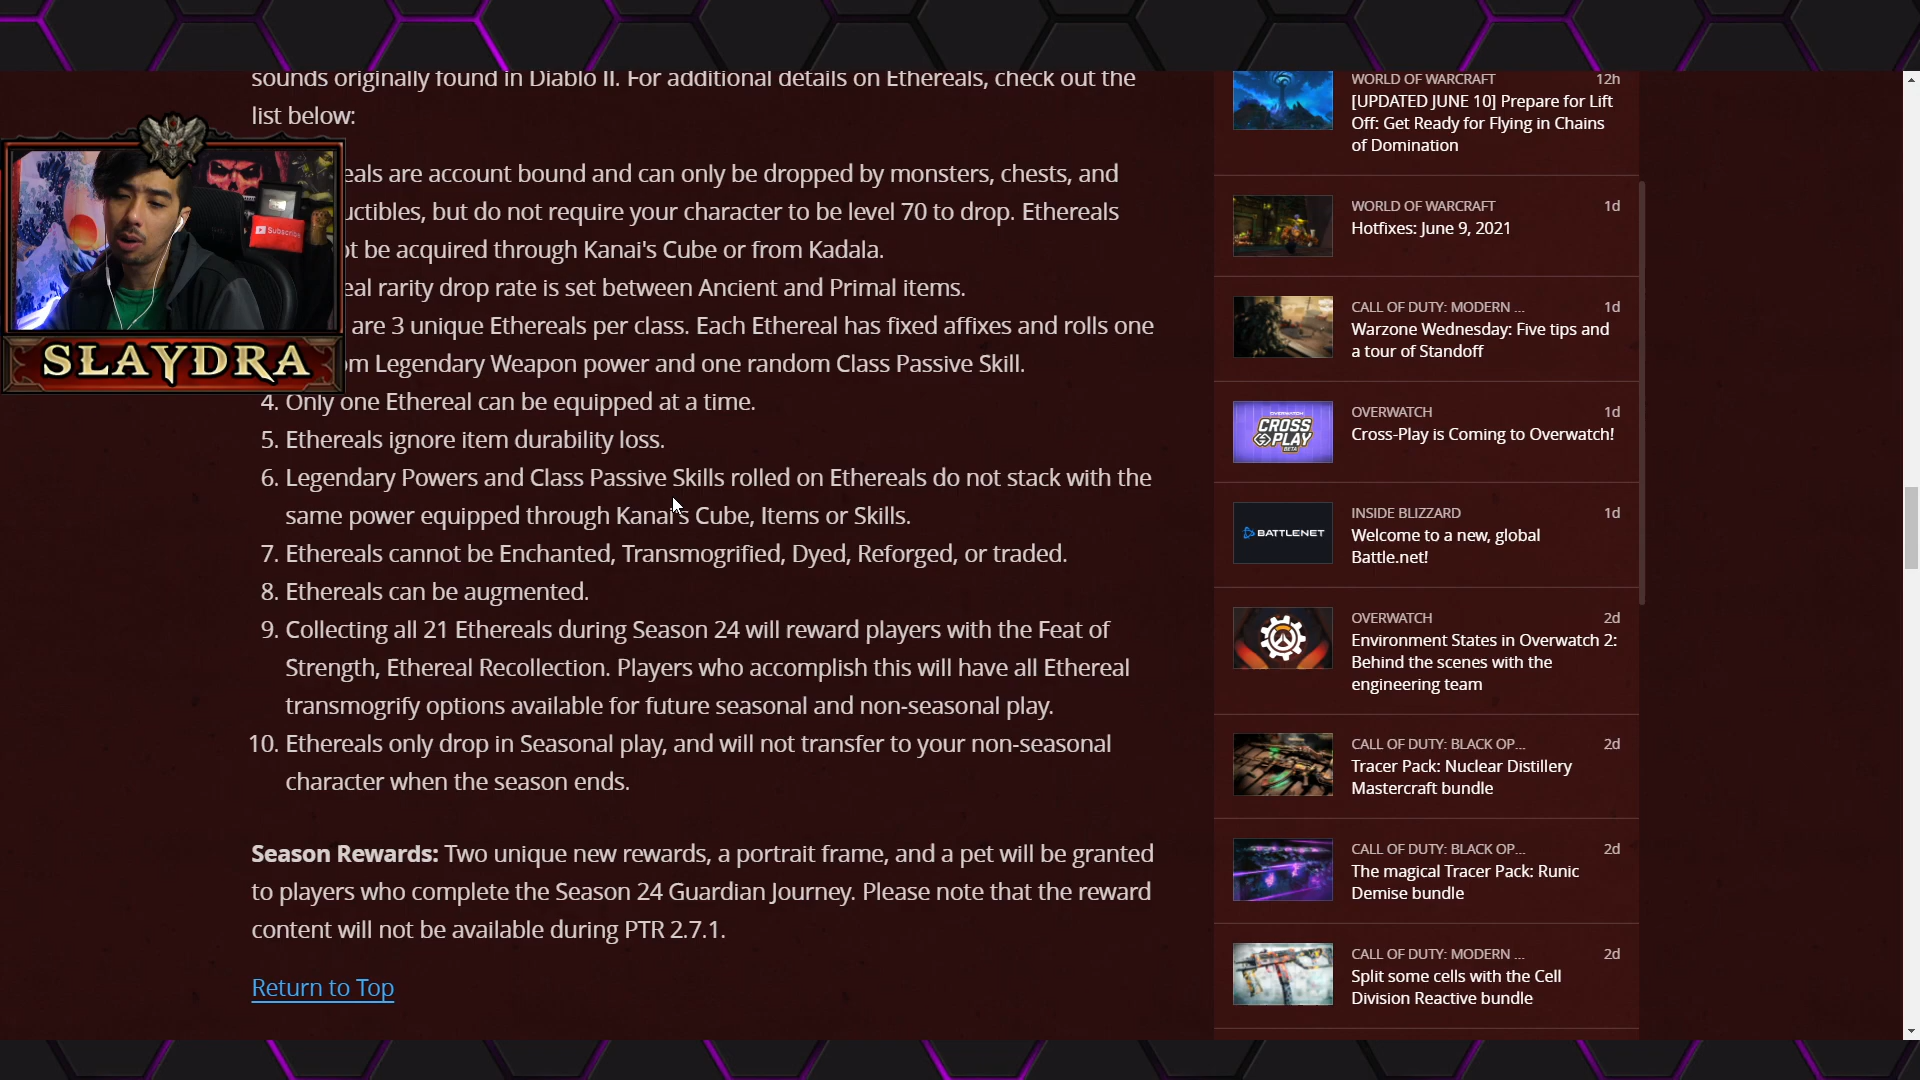 sounds originally found in Diablo II. For additional details on Ethereals, check out the
list below:
eals are account bound and can only be dropped by monsters, chests, and
uctibles, but do not require your character to be level 70 to drop. Ethereals
ot be acquired through Kanai's Cube or from Kadala.
eal rarity drop rate is set between Ancient and Primal items.
are 3 unique Ethereals per class. Each Ethereal has fixed affixes and rolls one
om Legendary Weapon power and one random Class Passive Skill.
4. Only one Ethereal can be equipped at a time.
5. Ethereals ignore item durability loss.
6. Legendary Powers and Class Passive Skills rolled on Ethereals do not stack with the
same power equipped through Kanai's Cube, Items or Skills.
7. Ethereals cannot be Enchanted, Transmogrified, Dyed, Reforged, or traded.
8. Ethereals can be augmented.
9. Collecting all 21 Ethereals during Season 24 will reward players with the Feat of
Strength, Ethereal Recollection. Players who accomplish this will have all Ethereal
transmogrify options available for future seasonal and non-seasonal play.
10. Ethereals only drop in Seasonal play, and will not transfer to your non-seasonal
character when the season ends.
Season Rewards: Two unique new rewards, a portrait frame, and a pet will be granted
to players who complete the Season 24 Guardian Journey. Please note that the reward
content will not be available during PTR 2.7.1.
Return to Top
Subscribe
SLAYDRA
WORLD OF WARCRAFT 12h
[UPDATED JUNE 10] Prepare for Lift
Off: Get Ready for Flying in Chains
of Domination
WORLD OF WARCRAFT 1d
Hotfixes: June 9, 2021
CALL OF DUTY: MODERN ... 1d
Warzone Wednesday: Five tips and
a tour of Standoff
OVERWATCH
CROSS
PLAY
BETA
OVERWATCH 1d
Cross-Play is Coming to Overwatch!
BATTLENET
INSIDE BLIZZARD 1d
Welcome to a new, global
Battle.net!
OVERWATCH 2d
Environment States in Overwatch 2:
Behind the scenes with the
engineering team
CALL OF DUTY: BLACK OP... 2d
Tracer Pack: Nuclear Distillery
Mastercraft bundle
CALL OF DUTY: BLACK OP... 2d
The magical Tracer Pack: Runic
Demise bundle
CALL OF DUTY: MODERN ... 2d
Split some cells with the Cell
Division Reactive bundle